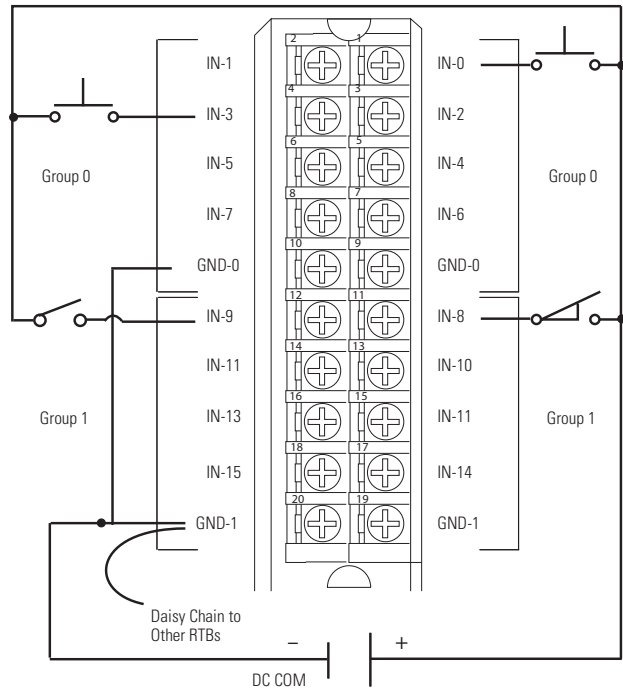 2 1
IN-1 IN-0
4 3
IN-3 IN-2
6 5
IN-5 IN-4
Group 0 Group 0
8 7
IN-7 IN-6
10 9
GND-0 GND-0
12 11
IN-9 IN-8
14 13
IN-11 IN-10
16 15
IN-13 IN-11
Group 1 Group 1
18 17
IN-15 IN-14
20 19
GND-1 GND-1
Daisy Chain to
Other RTBs
– +
DC COM